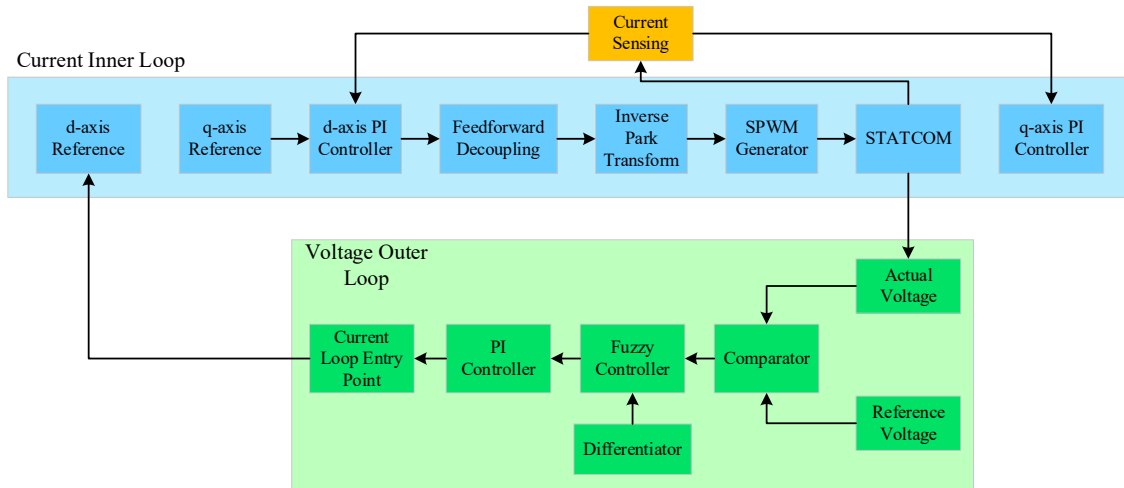 Current
Sensing
Current Inner Loop
d-axis
Reference
q-axis
Reference
d-axis PI
Controller
Feedforward
Decoupling
Inverse
Park
Transform
SPWM
Generator
STATCOM
q-axis PI
Controller
Voltage Outer
Loop
Actual
Voltage
Current
Loop Entry
Point
PI
Controller
Fuzzy
Controller
Comparator
Reference
Voltage
Differentiator